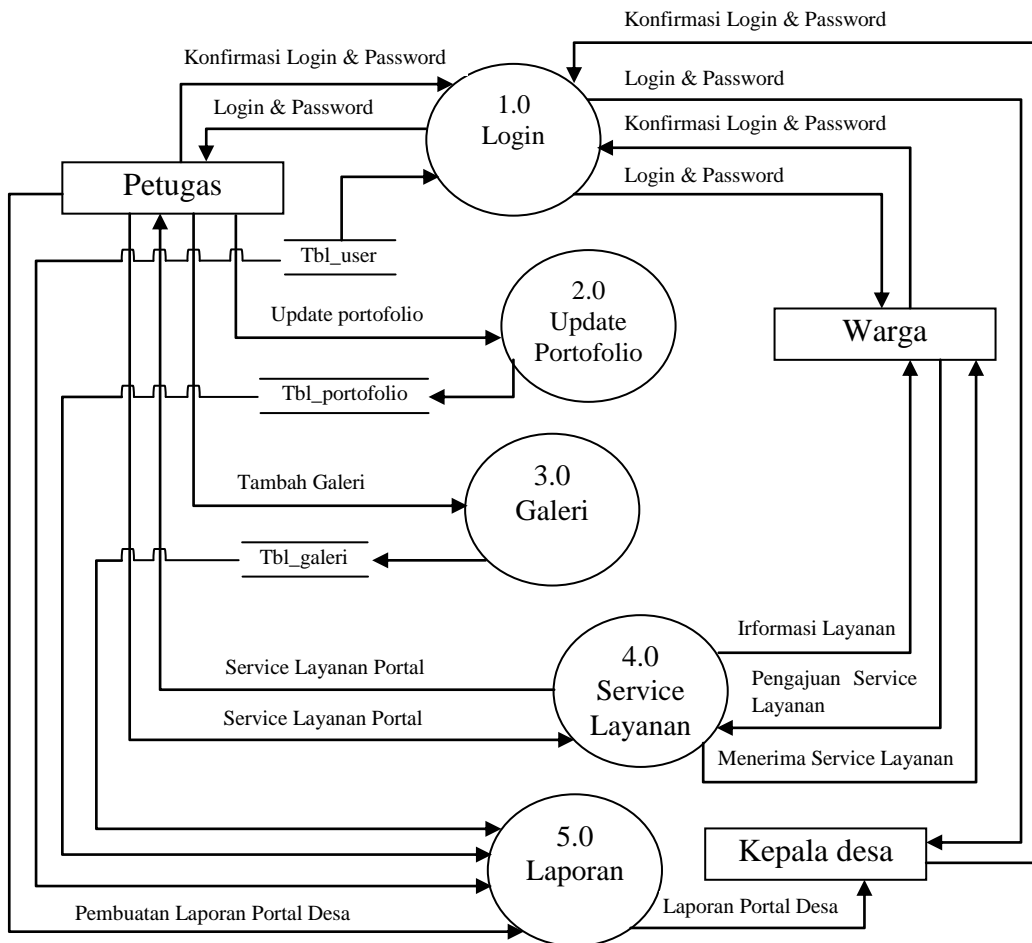 Konfirmasi Login & Password
Konfirmasi Login & Password
Login & Password
1.0
Login
Login & Password
Konfirmasi Login & Password
Login & Password
Petugas
Tbl_user
2.0
Update
Portofolio
Update portofolio
Warga
Tbl_portofolio
3.0
Galeri
Tambah Galeri
Tbl_galeri
Irformasi Layanan
4.0
Service
Layanan
Service Layanan Portal
Pengajuan Service
Layanan
Service Layanan Portal
Menerima Service Layanan
5.0
Laporan
Kepala desa
Pembuatan Laporan Portal Desa
Laporan Portal Desa